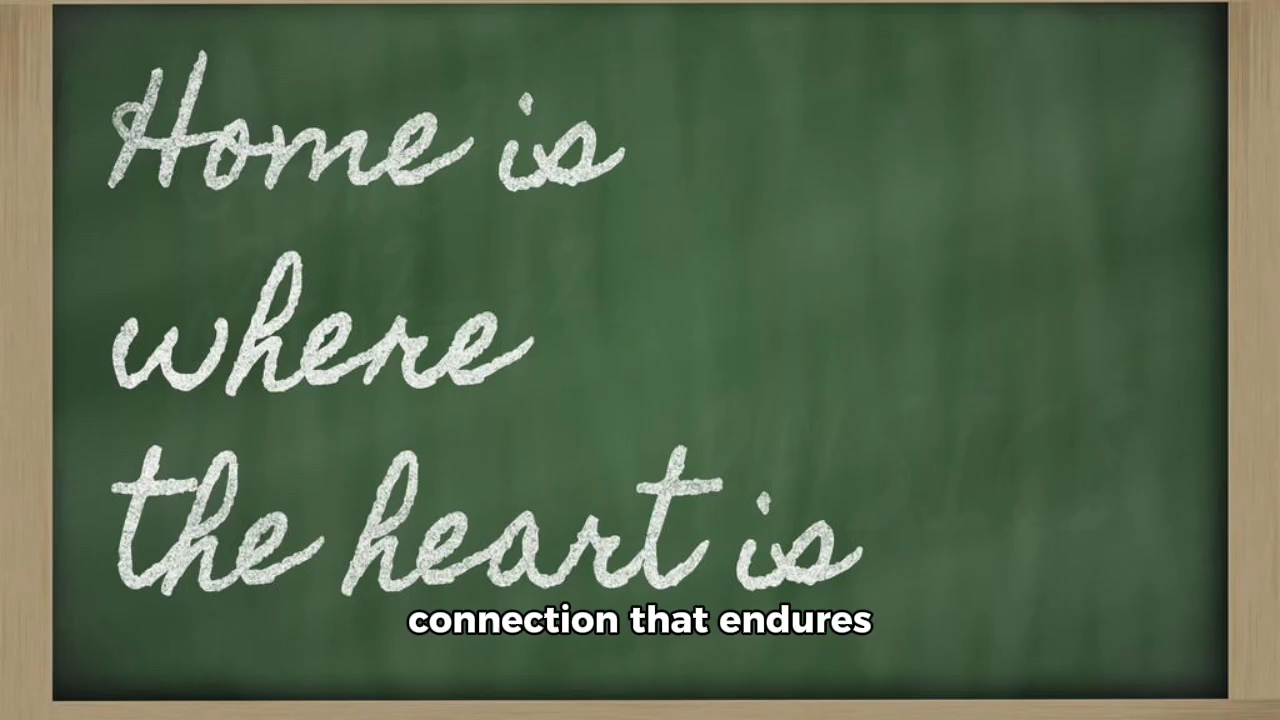 Home is
where
the heart is
connection that endures